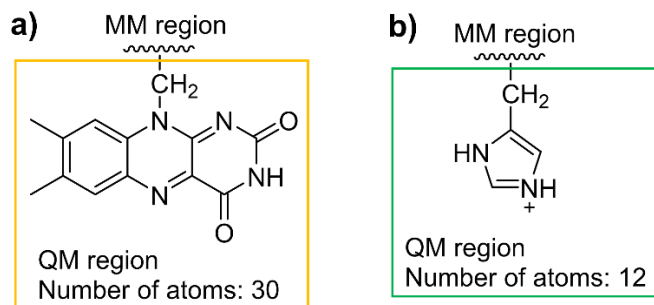 a)
MM region
CH2
N
N
O
NH
N
O
QM region
Number of atoms: 30
b)
MM region
CH2
HN
NH
+
QM region
Number of atoms: 12